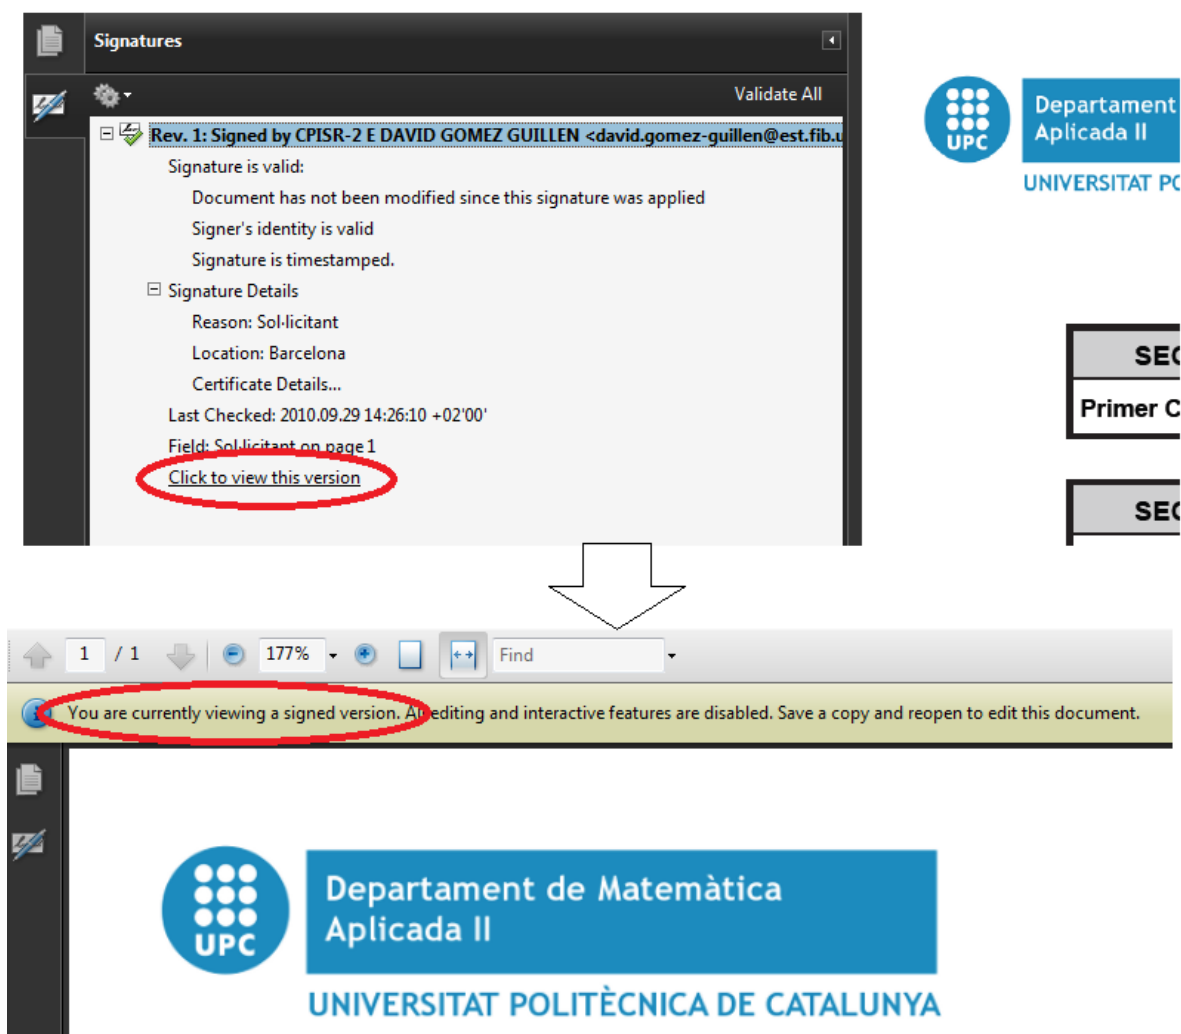 Signatures
Validate All
Rev. 1: Signed by CPISR-2 E DAVID GOMEZ GUILLEN <david.gomez-guillen@est.fib.u
Signature is valid:
Document has not been modified since this signature was applied
Signer's identity is valid
Signature is timestamped.
Signature Details
Reason: Sol·licitant
Location: Barcelona
Certificate Details...
Last Checked: 2010.09.29 14:26:10 +02'00'
Field: Sol·licitant on page 1
Click to view this version
UPC
Departament
Aplicada II
UNIVERSITAT PO
SEC
Primer C
SEC
1 / 1 177% Find
You are currently viewing a signed version. All editing and interactive features are disabled. Save a copy and reopen to edit this document.
UPC
Departament de Matemàtica
Aplicada II
UNIVERSITAT POLITÈCNICA DE CATALUNYA